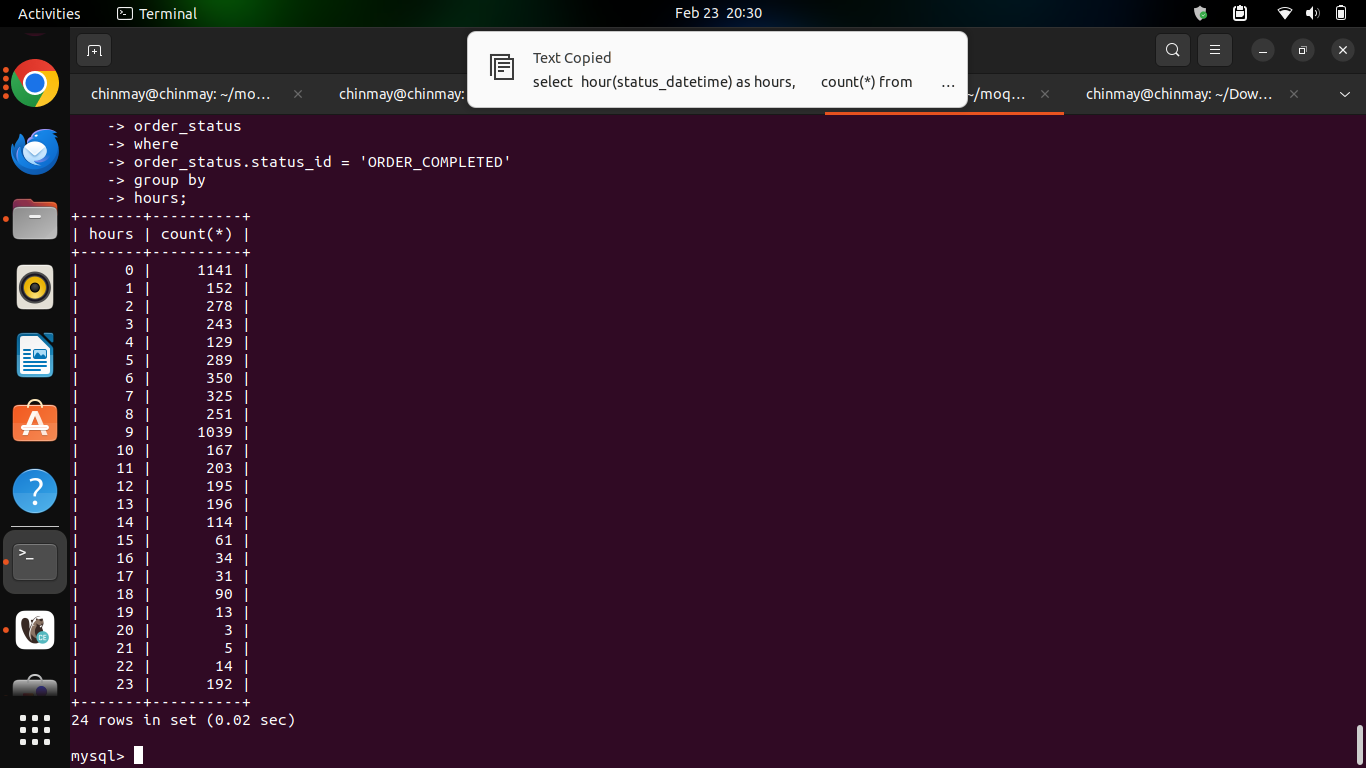 Activities Terminal Feb 23 20:30
Text Copied
select hour(status_datetime) as hours, count(*) from ...
chinmay@chinmay: ~/mo... chinmay@chinmay: ~/moq... chinmay@chinmay: ~/Dow...
-> order_status
-> where
-> order_status.status_id = 'ORDER_COMPLETED'
-> group by
-> hours;
+-------+----------+
| hours | count(*) |
+-------+----------+
| 0 | 1141 |
| 1 | 152 |
| 2 | 278 |
| 3 | 243 |
| 4 | 129 |
| 5 | 289 |
| 6 | 350 |
| 7 | 325 |
| 8 | 251 |
| 9 | 1039 |
| 10 | 167 |
| 11 | 203 |
| 12 | 195 |
| 13 | 196 |
| 14 | 114 |
| 15 | 61 |
| 16 | 34 |
| 17 | 31 |
| 18 | 90 |
| 19 | 13 |
| 20 | 3 |
| 21 | 5 |
| 22 | 14 |
| 23 | 192 |
+-------+----------+
24 rows in set (0.02 sec)
mysql>